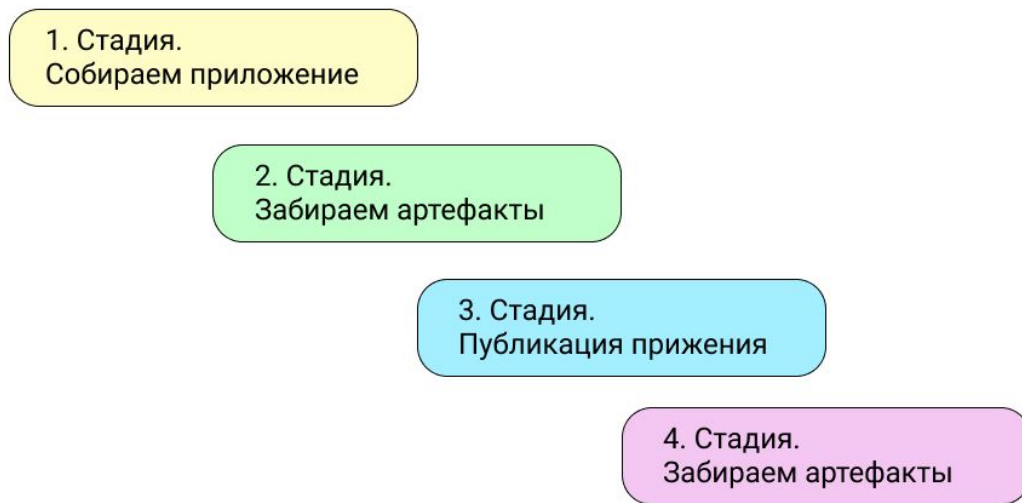 1. Стадия.
Собираем приложение
2. Стадия.
Забираем артефакты
3. Стадия.
Публикация прижения
4. Стадия.
Забираем артефакты